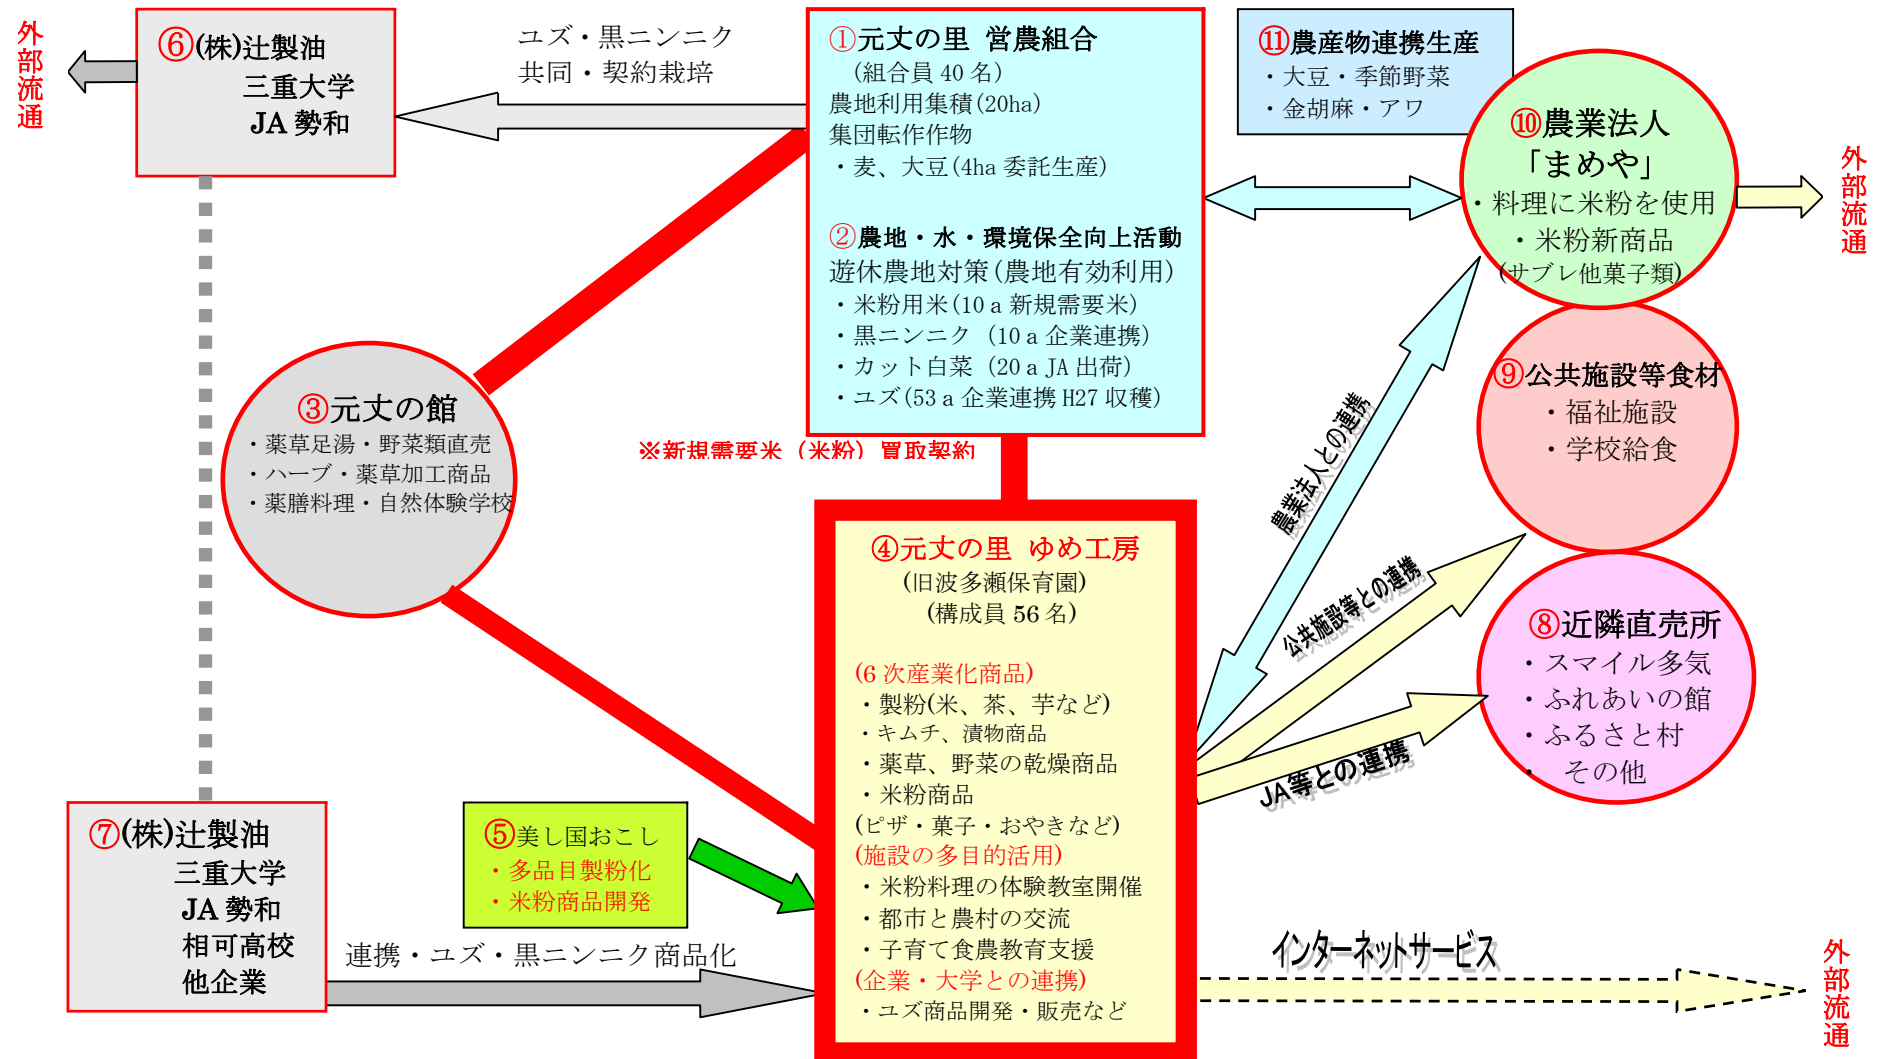 外部流通
⑥(株)辻製油
三重大学
JA 勢和
ユズ・黒ニンニク
共同・契約栽培
①元丈の里 営農組合
(組合員 40 名)
農地利用集積(20ha)
集団転作作物
・麦、大豆(4ha 委託生産)
②農地・水・環境保全向上活動
遊休農地対策(農地有効利用)
・米粉用米(10ａ新規需要米)
・黒ニンニク (10ａ企業連携)
・カット白菜 (20ａJA 出荷)
・ユズ(53ａ企業連携 H27 収穫)
⑪農産物連携生産
・大豆・季節野菜
・金胡麻・アワ
⑩農業法人
「まめや」
・料理に米粉を使用
・米粉新商品
(サブレ他菓子類)
外部流通
③元丈の館
・薬草足湯・野菜類直売
・ハーブ・薬草加工商品
・薬膳料理・自然体験学校
※新規需要米（米粉）買取契約
農業法人との連携
⑨公共施設等食材
・福祉施設
・学校給食
公共施設等との連携
⑧近隣直売所
・スマイル多気
・ふれあいの館
・ふるさと村
・ その他
JA等との連携
④元丈の里 ゆめ工房
(旧波多瀬保育園)
(構成員 56 名)
(6 次産業化商品)
・製粉(米、茶、芋など)
・キムチ、漬物商品
・薬草、野菜の乾燥商品
・米粉商品
(ピザ・菓子・おやきなど)
(施設の多目的活用)
・米粉料理の体験教室開催
・都市と農村の交流
・子育て食農教育支援
(企業・大学との連携)
・ユズ商品開発・販売など
⑦(株)辻製油
三重大学
JA 勢和
相可高校
他企業
⑤美し国おこし
・多品目製粉化
・米粉商品開発
連携・ユズ・黒ニンニク商品化
インターネットサービス
外部流通